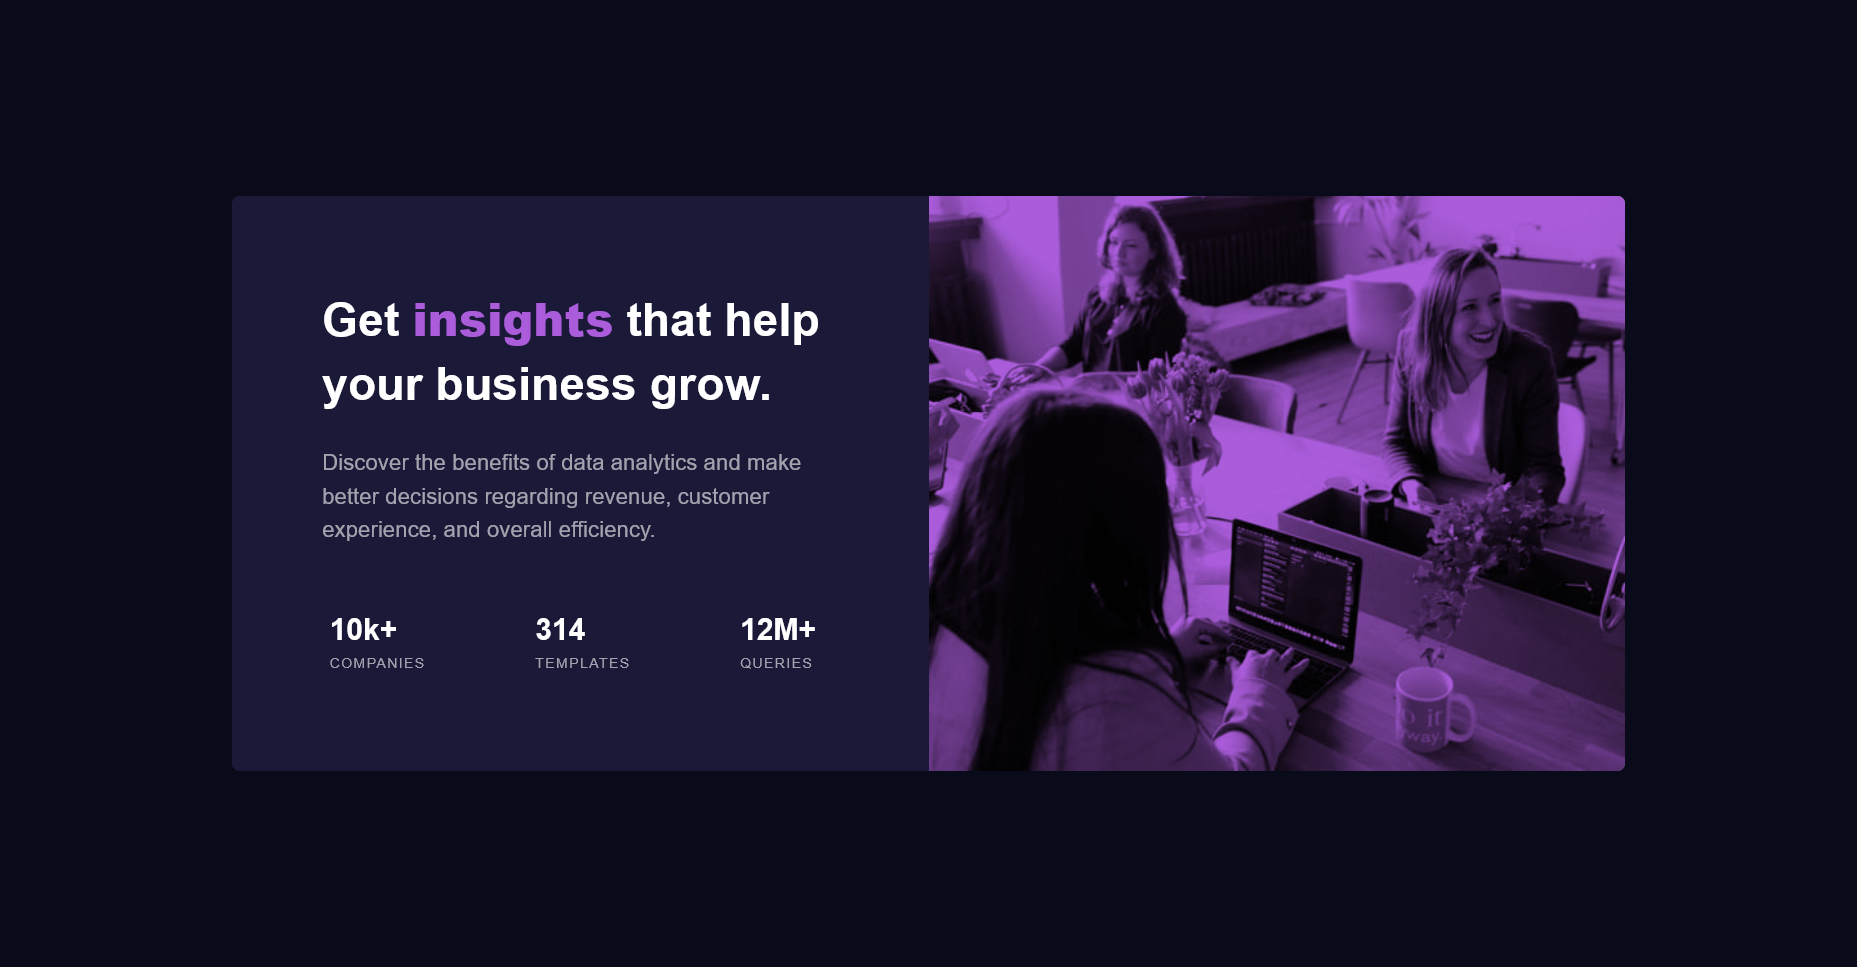 Get insights that help
your business grow.
Discover the benefits of data analytics and make
better decisions regarding revenue, customer
experience, and overall efficiency.
10k+ 314 12M+
COMPANIES TEMPLATES QUERIES
it
way.